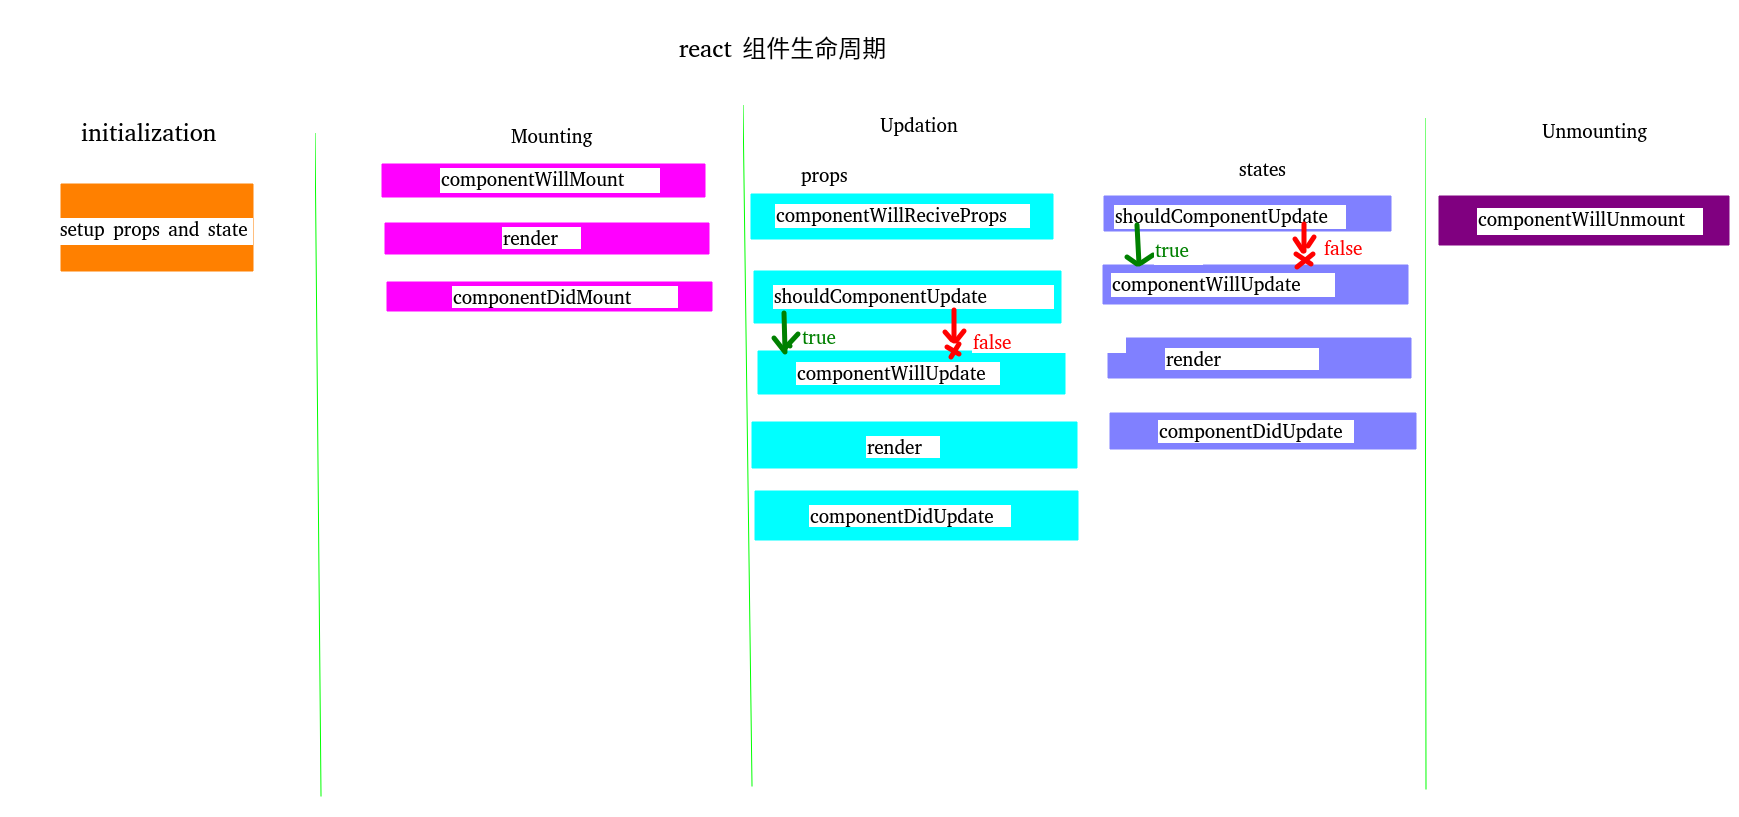 react 组件生命周期
initialization
setup props and state
Mounting
componentWillMount
render
componentDidMount
Updation
props
componentWillReciveProps
shouldComponentUpdate
true
false
componentWillUpdate
render
componentDidUpdate
states
shouldComponentUpdate
true
false
componentWillUpdate
render
componentDidUpdate
Unmounting
componentWillUnmount